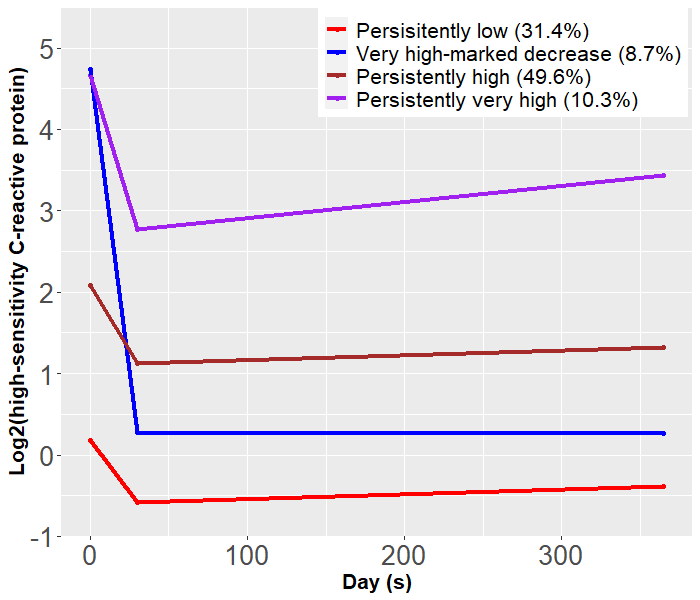 Persisitently low (31.4%)
Very high-marked decrease (8.7%)
Persistently high (49.6%)
Persistently very high (10.3%)
Log2(high-sensitivity C-reactive protein)
5
4
3
2
1
0
-1
0 100 200 300
Day (s)